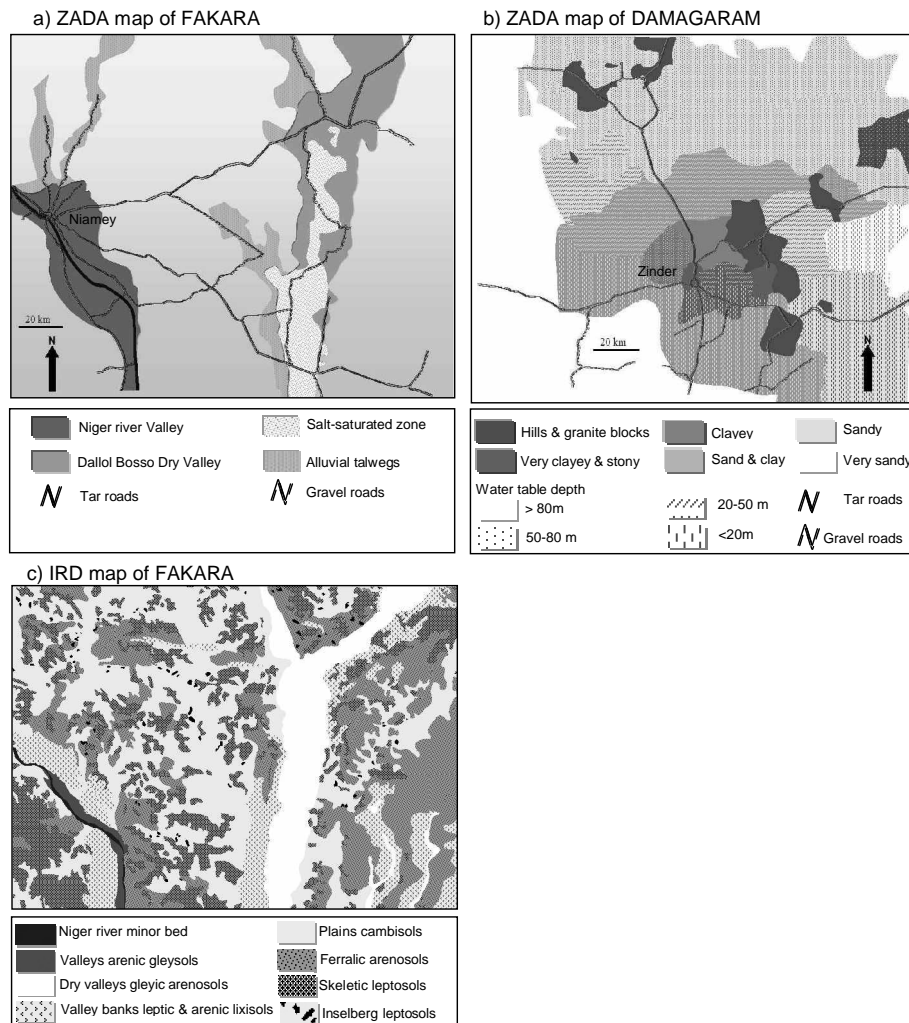 a) ZADA map of FAKARA
Niamey
20 km
N
Niger river Valley
Salt-saturated zone
Dallol Bosso Dry Valley
Alluvial talwegs
Tar roads
Gravel roads
b) ZADA map of DAMAGARAM
Zinder
20 km
N
Hills & granite blocks
Clavev
Sandy
Very clayey & stony
Sand & clay
Very sandy
Water table depth
> 80m
20-50 m
Tar roads
50-80 m
<20m
Gravel roads
c) IRD map of FAKARA
Niger river minor bed
Plains cambisols
Valleys arenic gleysols
Ferralic arenosols
Dry valleys gleyic arenosols
Skeletic leptosols
Valley banks leptic & arenic lixisols
Inselberg leptosols